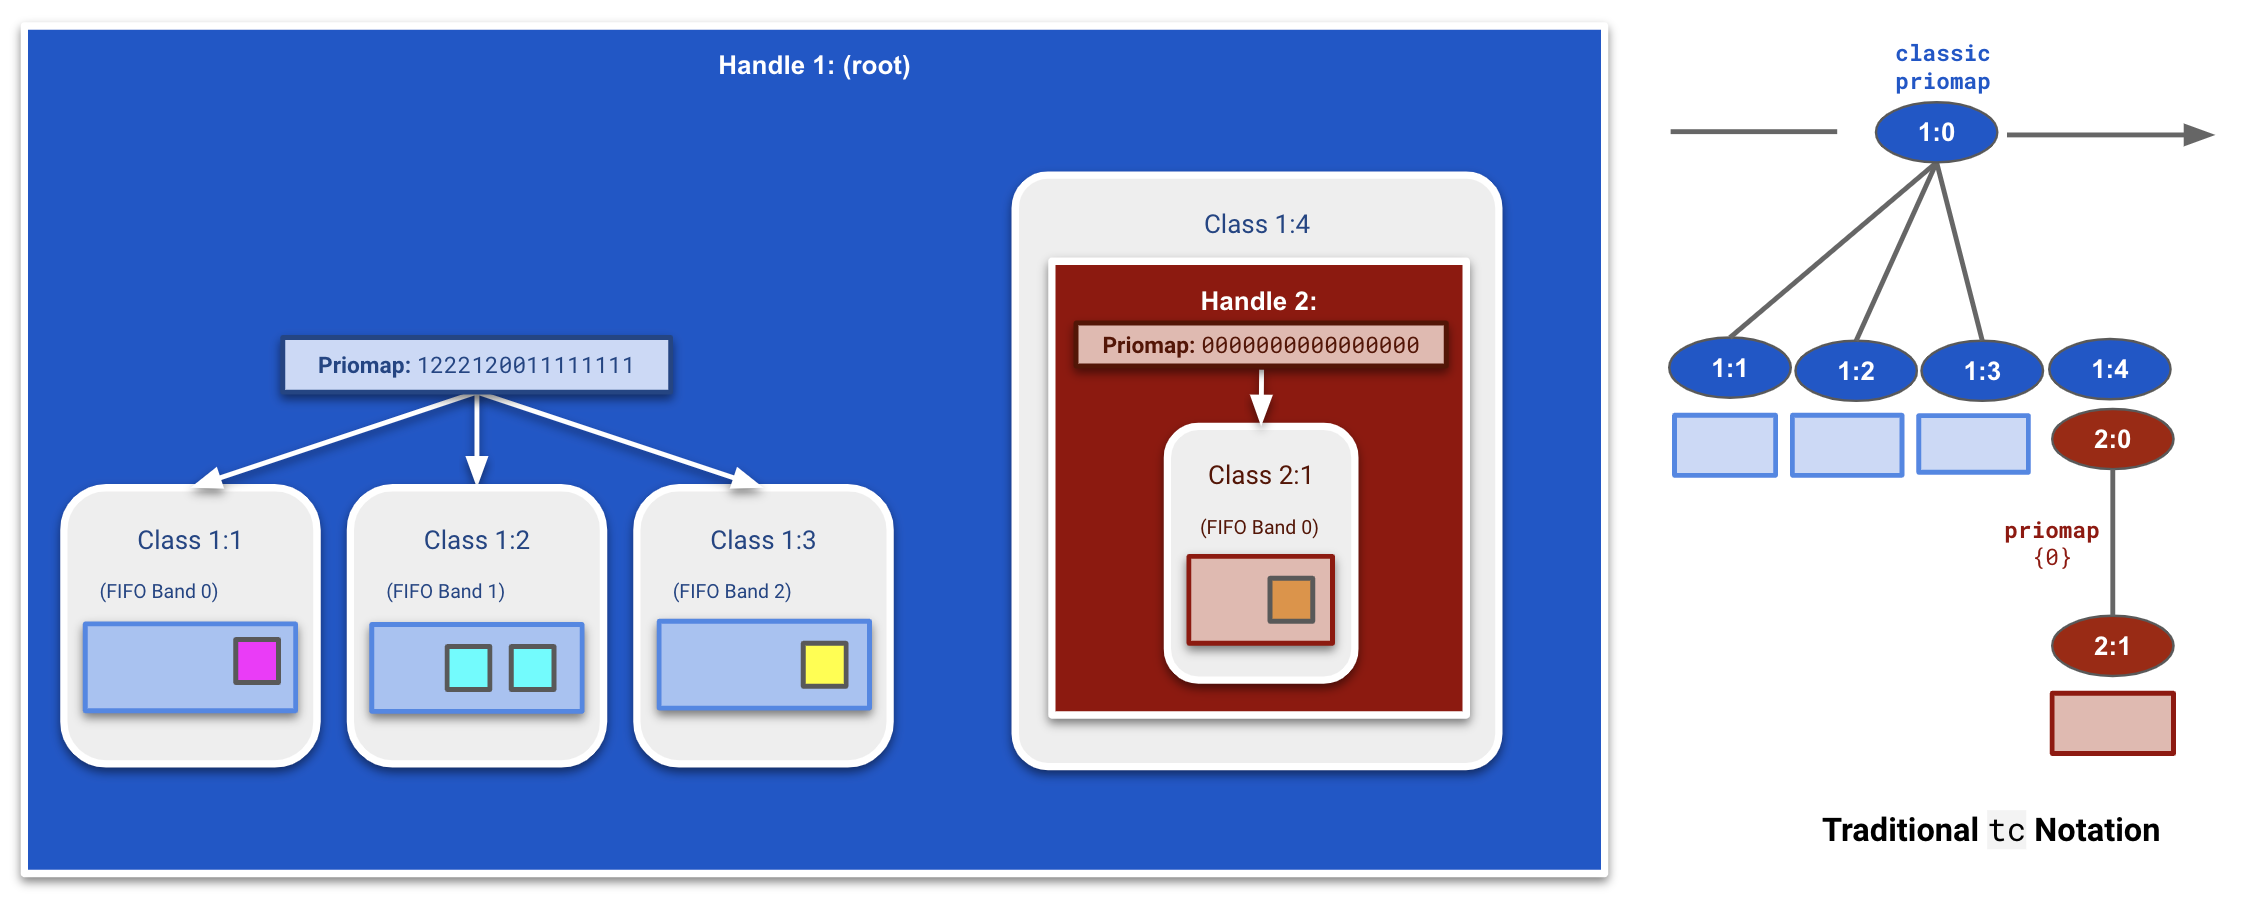 Handle 1: (root)
Priomap: 1222120011111111
Class 1:1
(FIFO Band 0)
Class 1:2
(FIFO Band 1)
Class 1:3
(FIFO Band 2)
Class 1:4
Handle 2:
Priomap: 0000000000000000
Class 2:1
(FIFO Band 0)
classic
priomap
1:0
1:1
1:2
1:3
1:4
2:0
priomap
{0}
2:1
Traditional tc Notation